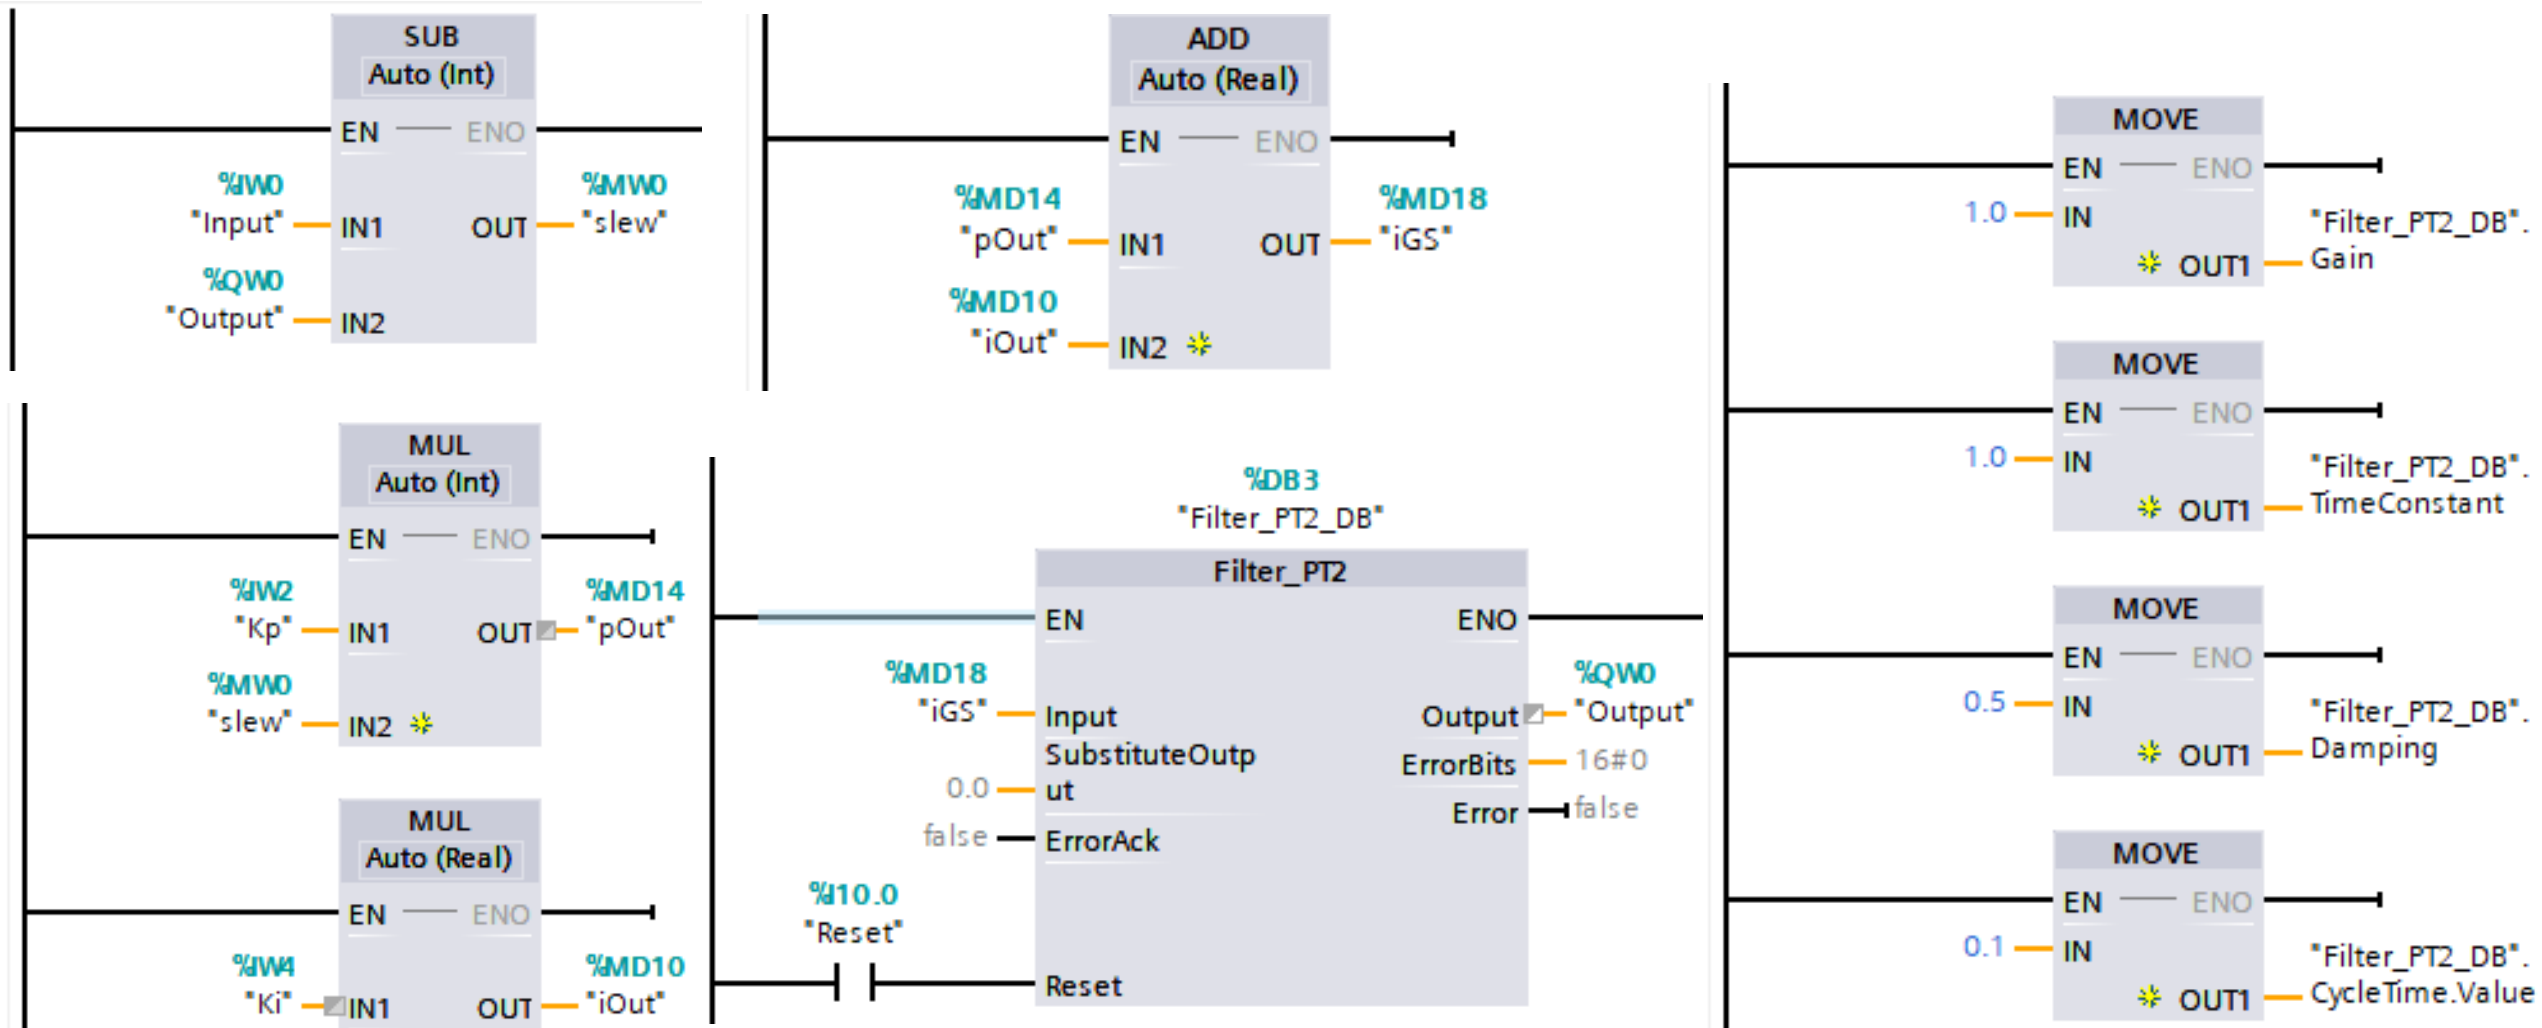 SUB
Auto (Int)
EN
ENO
%IW0
"Input"
IN1
OUT
%MW0
"slew"
%QW0
"Output"
IN2
MUL
Auto (Int)
EN
ENO
%IW2
"Kp"
IN1
OUT
%MD14
"pOut"
%MW0
"slew"
IN2
MUL
Auto (Real)
EN
ENO
%IW4
"Ki"
IN1
OUT
%MD10
"iOut"
ADD
Auto (Real)
EN
ENO
%MD14
"pOut"
IN1
OUT
%MD18
"iGS"
%MD10
"iOut"
IN2
%DB3
"Filter_PT2_DB"
Filter_PT2
EN
ENO
%MD18
"iGS"
Input
Output
%QW0
"Output"
SubstituteOutp
ut
0.0
ErrorBits
16#0
false
ErrorAck
Error
false
%I10.0
"Reset"
Reset
MOVE
EN
ENO
1.0
IN
OUT1
"Filter_PT2_DB".
Gain
MOVE
EN
ENO
1.0
IN
OUT1
"Filter_PT2_DB".
TimeConstant
MOVE
EN
ENO
0.5
IN
OUT1
"Filter_PT2_DB".
Damping
MOVE
EN
ENO
0.1
IN
OUT1
"Filter_PT2_DB".
CycleTime.Value